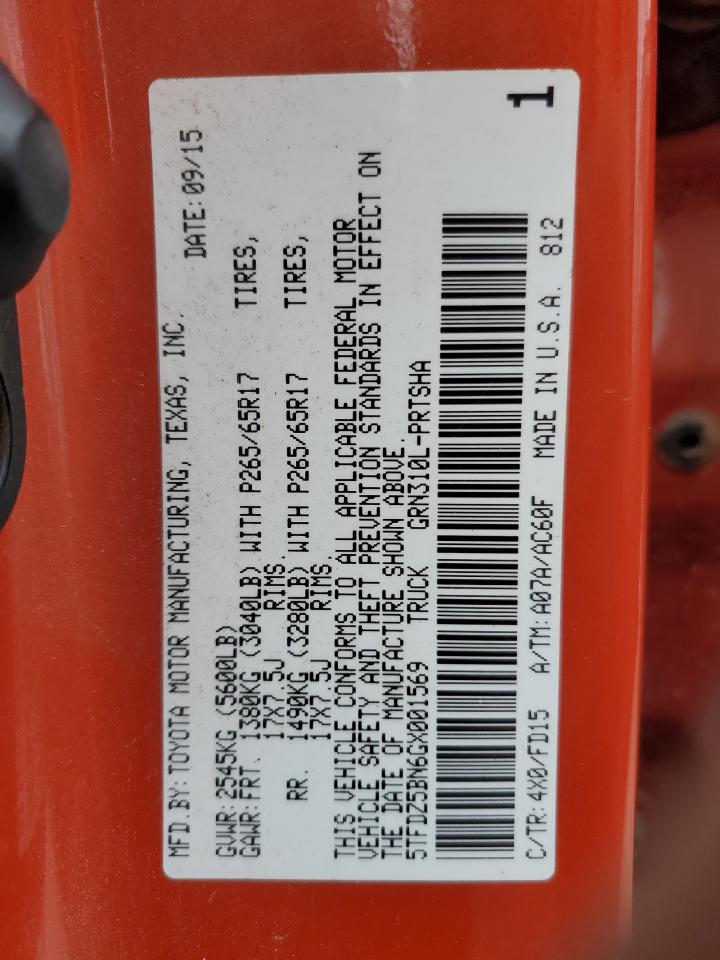 MFD.BY:TOYOTA MOTOR MANUFACTURING, TEXAS, INC.
DATE:09/15
GVWR:2545KG (5600LB)
GAWR:FRT. 1380KG (3040LB) WITH P265/65R17 TIRES,
17X7.5J RIMS.
RR. 1490KG (3280LB) WITH P265/65R17 TIRES,
17X7.5J RIMS.
THIS VEHICLE CONFORMS TO ALL APPLICABLE FEDERAL MOTOR
VEHICLE SAFETY AND THEFT PREVENTION STANDARDS IN EFFECT ON
THE DATE OF MANUFACTURE SHOWN ABOVE.
5TFDZ5BN6GX001569 TRUCK GRN310L-PRTSHA
C/TR:4X0/FD15 A/TM:A07A/AC60F MADE IN U.S.A. 812
1